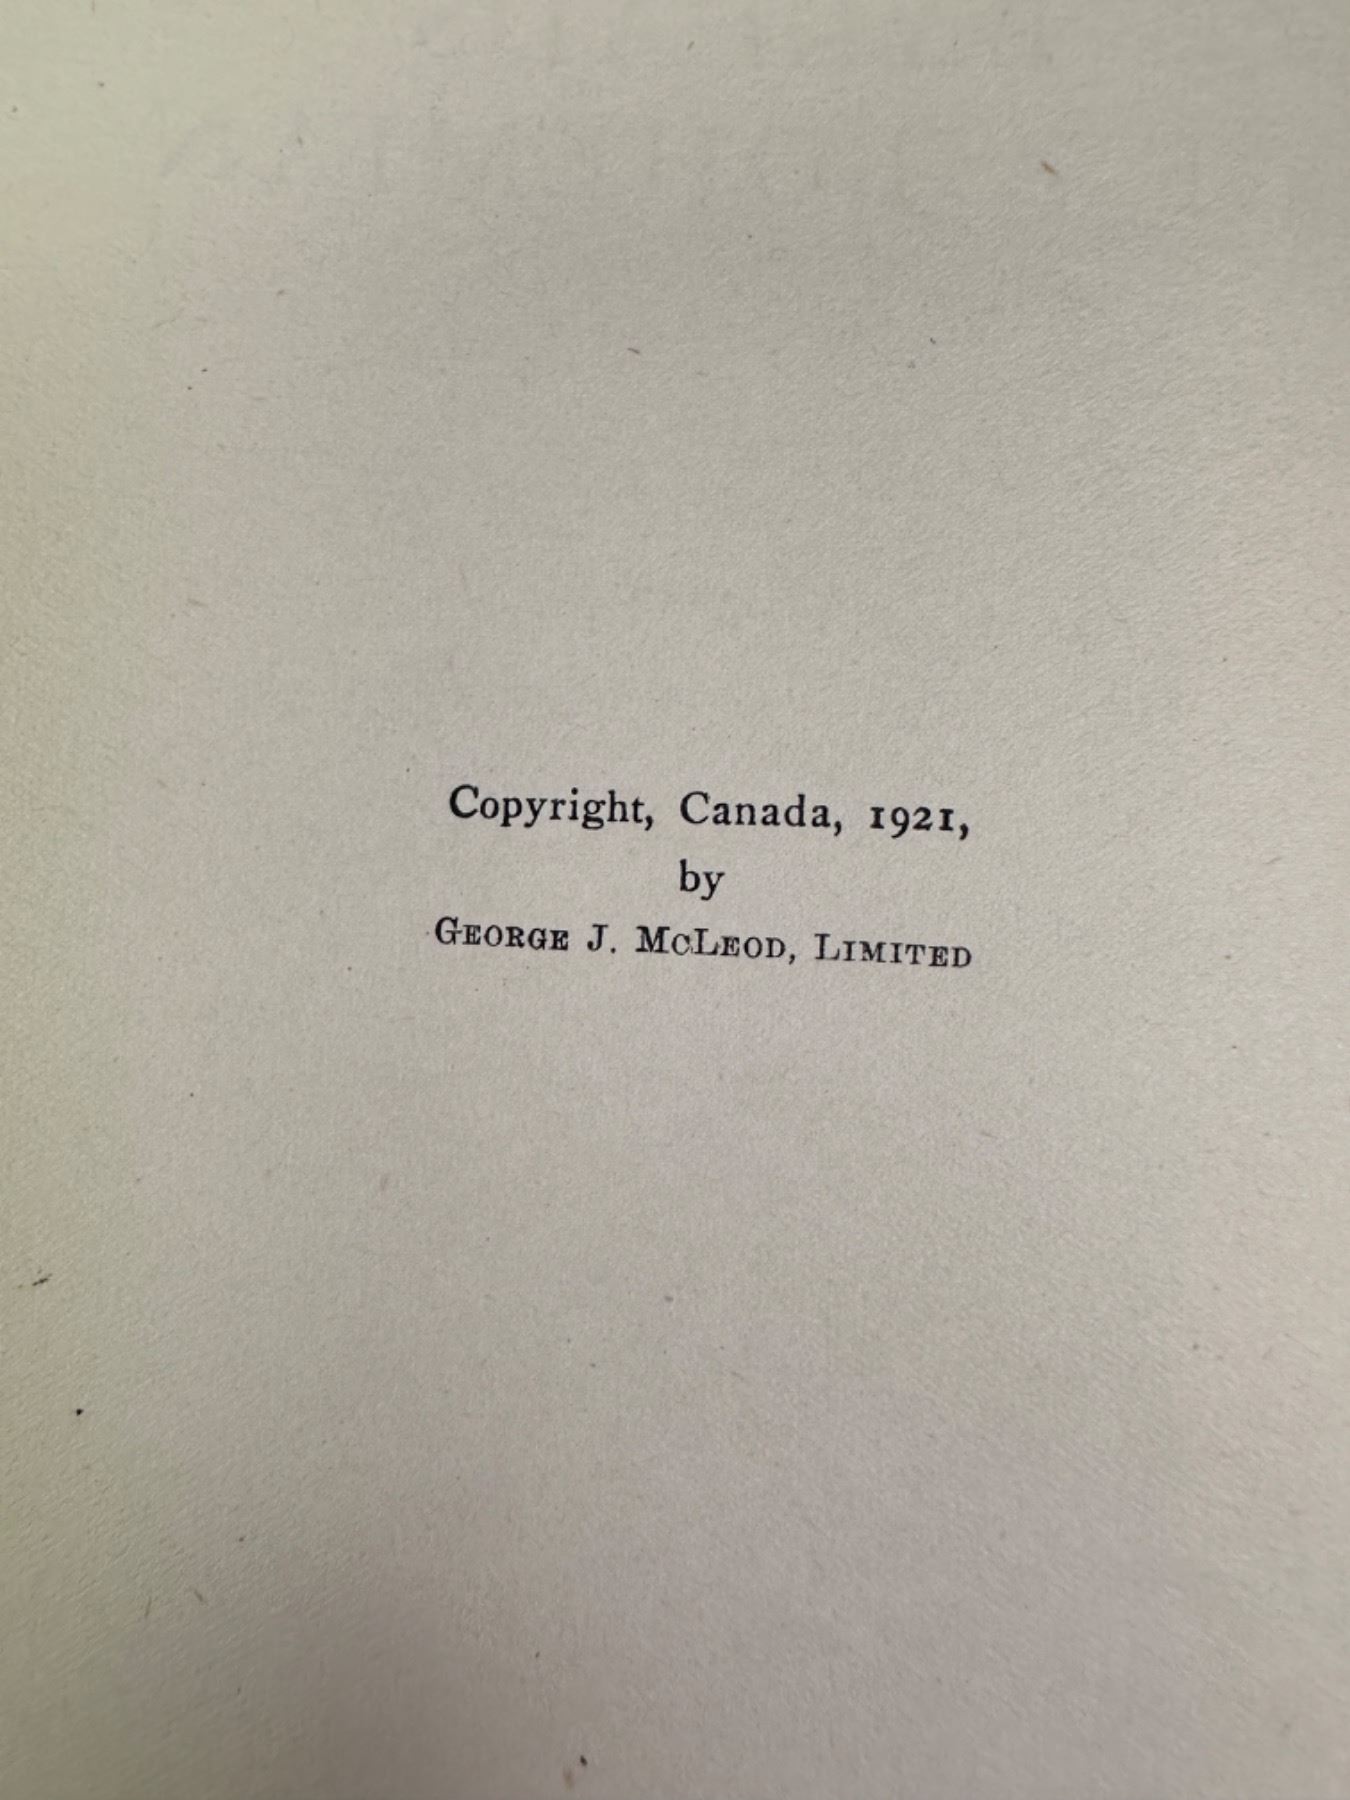 Copyright, Canada, 1921,
by
George J. McLeod, Limited